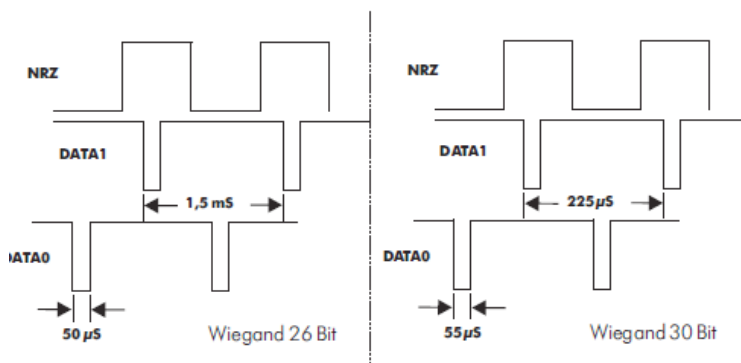 NRZ
DATA1
1,5 mS
DATA0
50 µS
Wiegand 26 Bit
NRZ
DATA1
225µS
DATA0
55µS
Wiegand 30 Bit